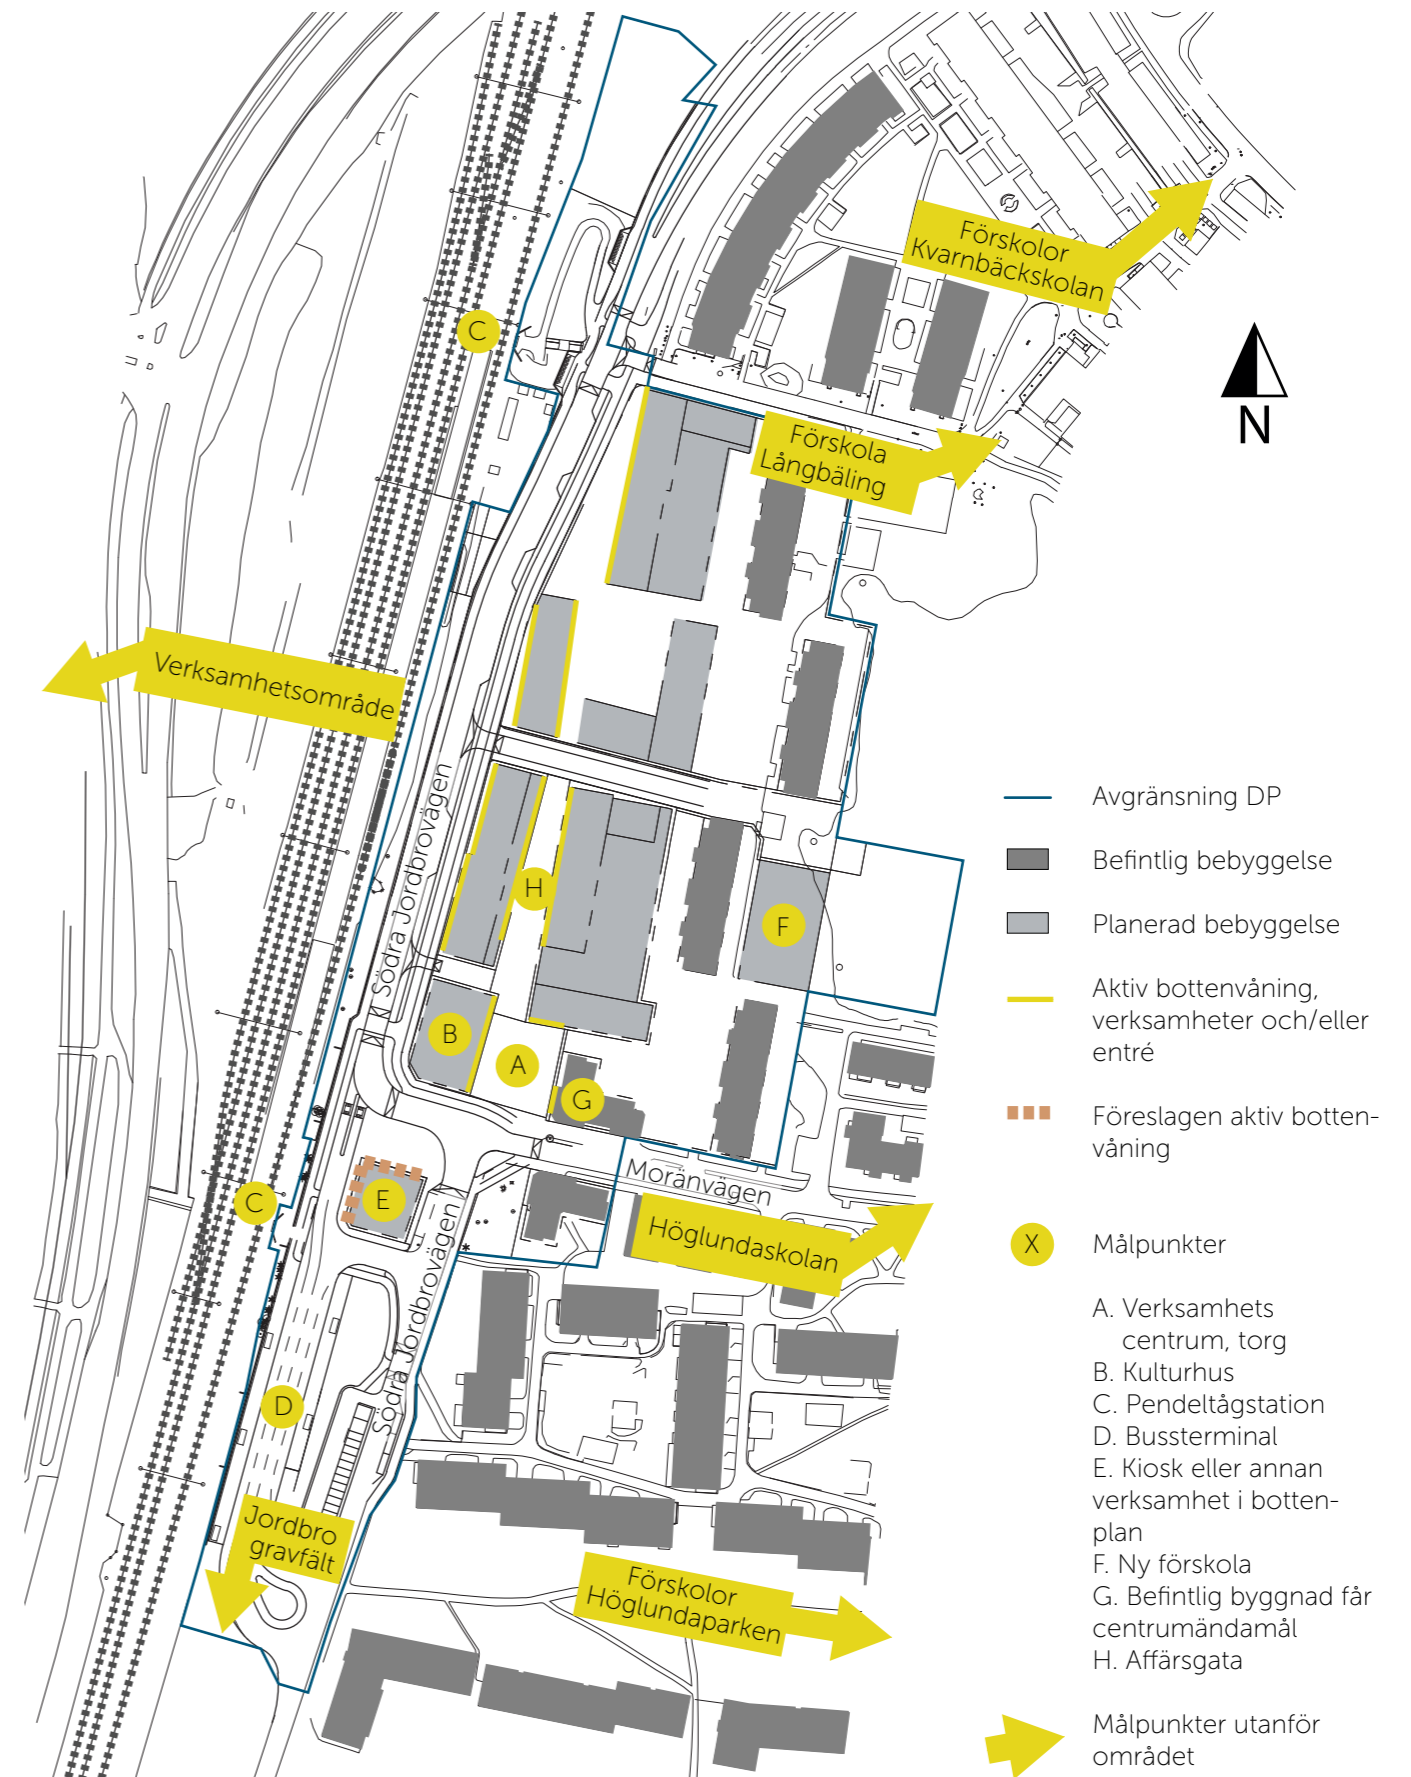 Förskolor
Kvarnbäckskolan
C
N
Förskola
Långbäling
Verksamhetsområde
Södra Jordbrovägen
H
F
B
A
G
Moränvägen
C
E
Höglundaskolan
Södra Jordbrovägen
D
Jordbro
gravfält
Förskolor
Höglundaparken
Avgränsning DP
Befintlig bebyggelse
Planerad bebyggelse
Aktiv bottenvåning,
verksamheter och/eller
entré
Föreslagen aktiv botten-
våning
X
Målpunkter
A. Verksamhets
centrum, torg
B. Kulturhus
C. Pendeltågstation
D. Bussterminal
E. Kiosk eller annan
verksamhet i botten-
plan
F. Ny förskola
G. Befintlig byggnad får
centrumändamål
H. Affärsgata
Målpunkter utanför
området